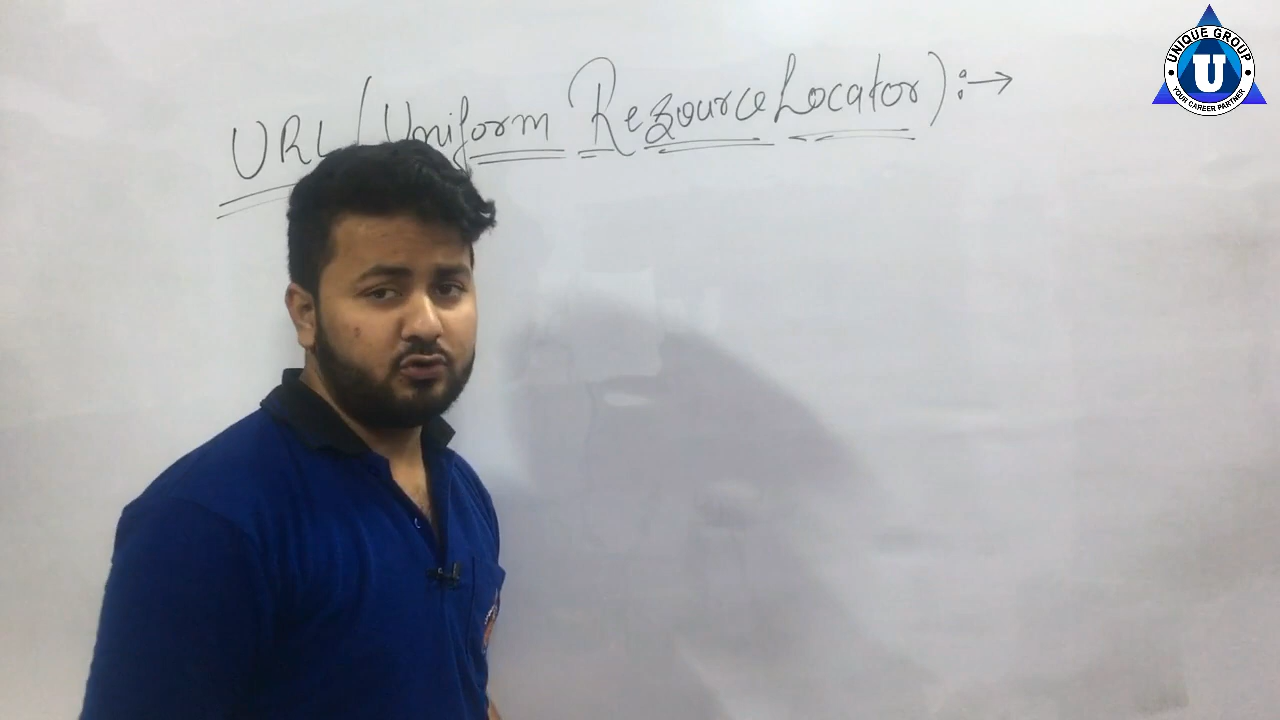 URL (Uniform Resource Locator) :→
UNIQUE GROUP
U
YOUR CAREER PARTNER